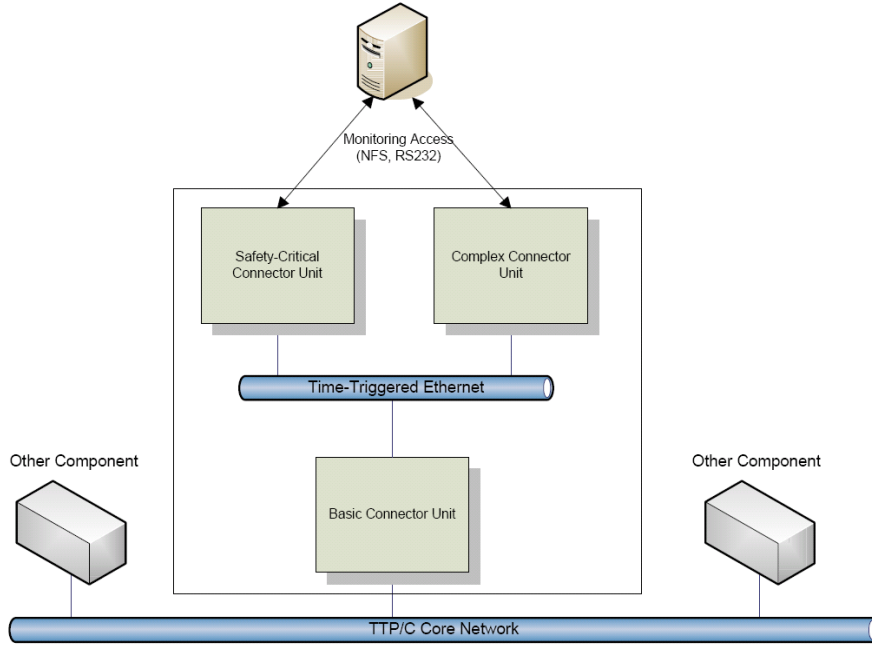 Monitoring Access
(NFS, RS232)
Safety-Critical
Connector Unit
Complex Connector
Unit
Time-Triggered Ethernet
Other Component
Other Component
Basic Connector Unit
TTP/C Core Network